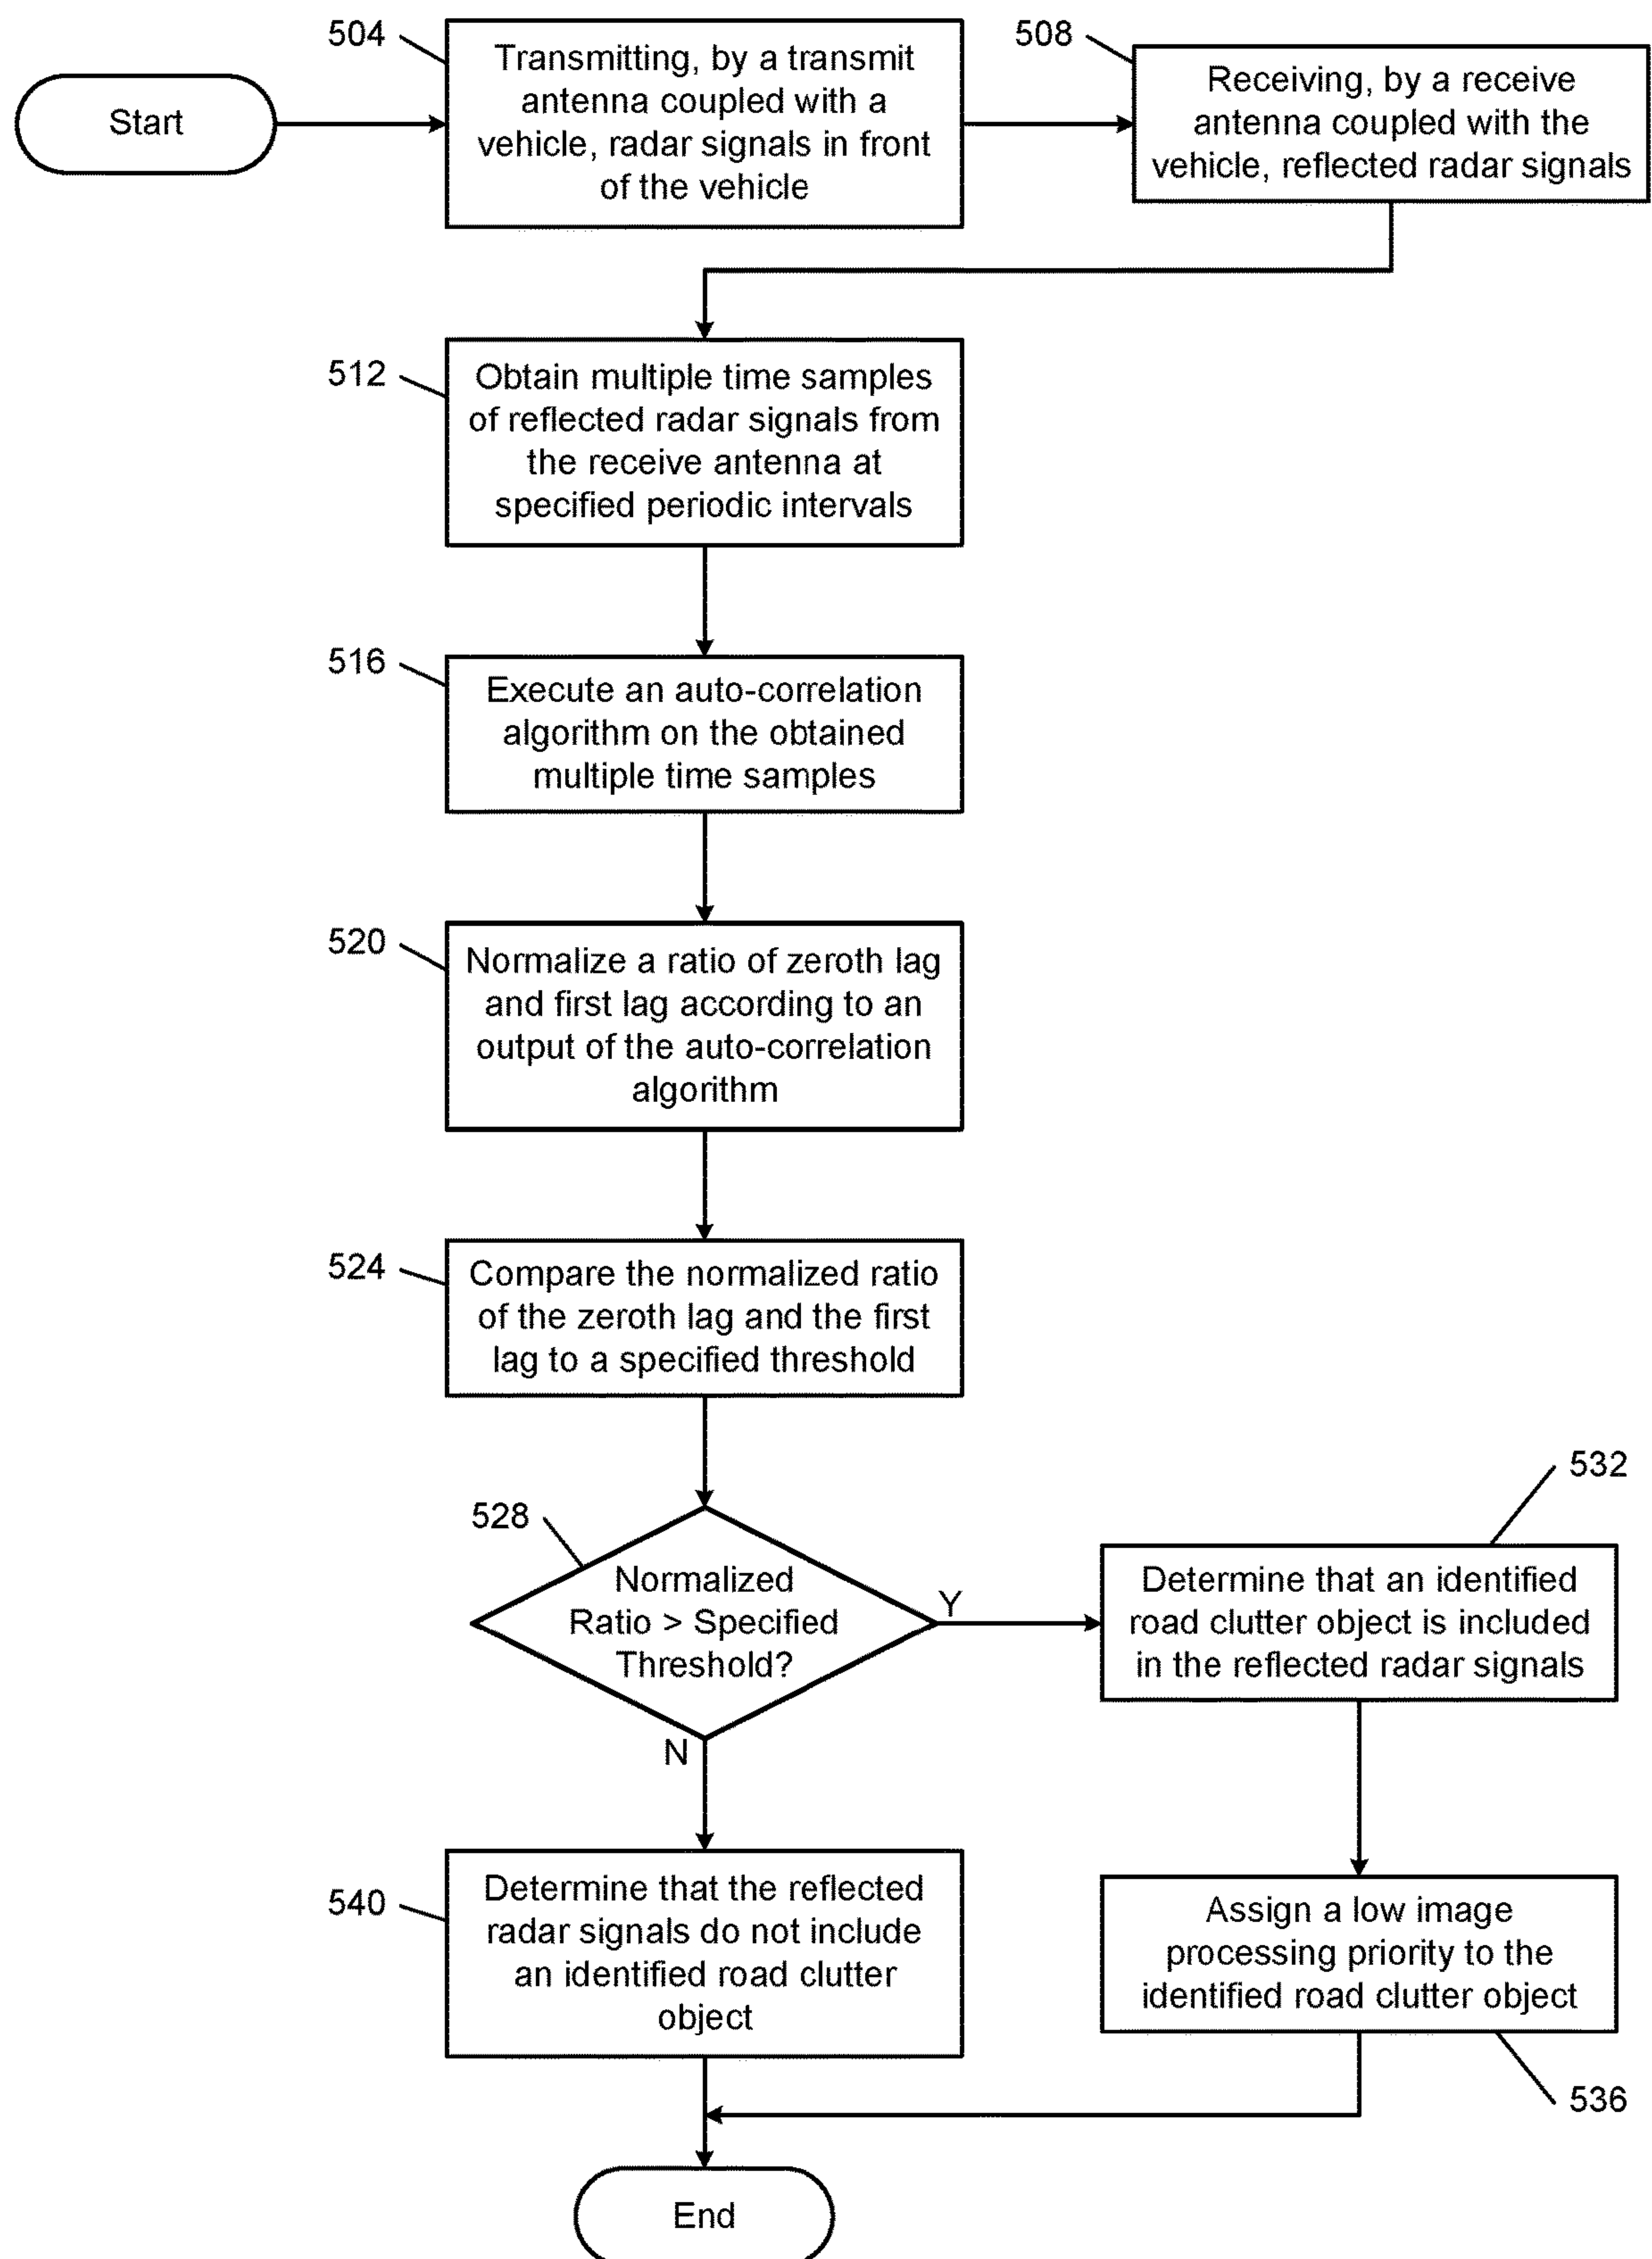 Start
504
Transmitting, by a transmit
antenna coupled with a
vehicle, radar signals in front
of the vehicle
508
Receiving, by a receive
antenna coupled with the
vehicle, reflected radar signals
512
Obtain multiple time samples
of reflected radar signals from
the receive antenna at
specified periodic intervals
516
Execute an auto-correlation
algorithm on the obtained
multiple time samples
520
Normalize a ratio of zeroth lag
and first lag according to an
output of the auto-correlation
algorithm
524
Compare the normalized ratio
of the zeroth lag and the first
lag to a specified threshold
528
Normalized
Ratio > Specified
Threshold?
Y
N
532
Determine that an identified
road clutter object is included
in the reflected radar signals
536
Assign a low image
processing priority to the
identified road clutter object
540
Determine that the reflected
radar signals do not include
an identified road clutter
object
End